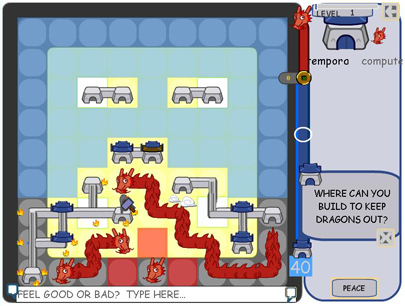 LEVEL 1
tempora compute
WHERE CAN YOU
BUILD TO KEEP
DRAGONS OUT?
40
PEACE
FEEL GOOD OR BAD? TYPE HERE...